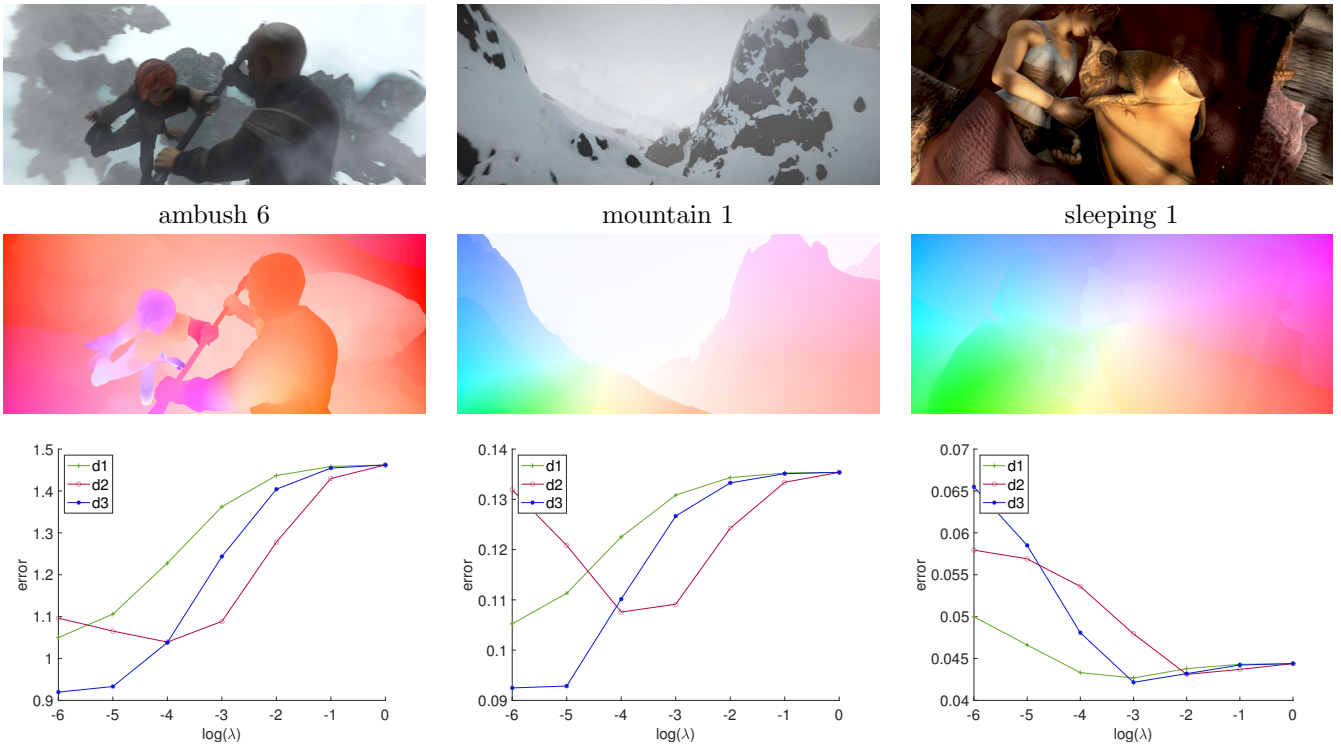 ambush 6
mountain 1
sleeping 1
1.5
1.4
1.3
1.2
1.1
1
0.9
error
d1
d2
d3
-6 -5 -4 -3 -2 -1 0
log(λ)
0.14
0.13
0.12
0.11
0.1
0.09
error
d1
d2
d3
-6 -5 -4 -3 -2 -1 0
log(λ)
0.07
0.065
0.06
0.055
0.05
0.045
0.04
error
d1
d2
d3
-6 -5 -4 -3 -2 -1 0
log(λ)